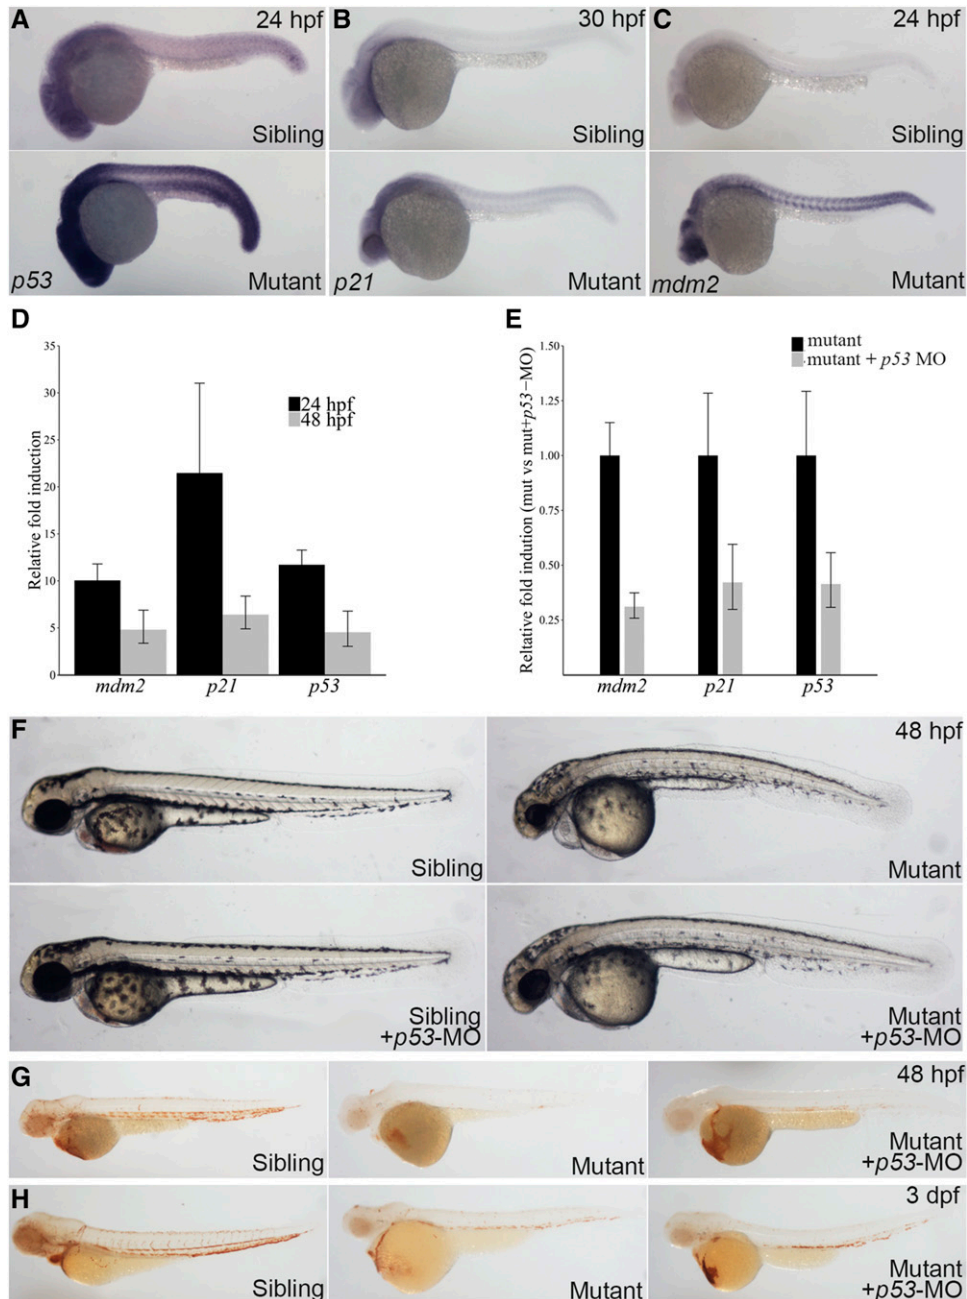 A 24 hpf
B 30 hpf
C 24 hpf
Sibling
Sibling
Sibling
p53 Mutant
p21 Mutant
mdm2 Mutant
D
35
30
25
20
15
10
5
0
Relative fold induction
24 hpf
48 hpf
mdm2 p21 p53
E
1.50
1.25
1.00
0.75
0.50
0.25
Reltative fold indution (mut vs mut+p53−MO)
mutant
mutant + p53 MO
mdm2 p21 p53
F 48 hpf
Sibling
Mutant
Sibling
+p53-MO
Mutant
+p53-MO
G 48 hpf
Sibling
Mutant
Mutant
+p53-MO
H 3 dpf
Sibling
Mutant
Mutant
+p53-MO